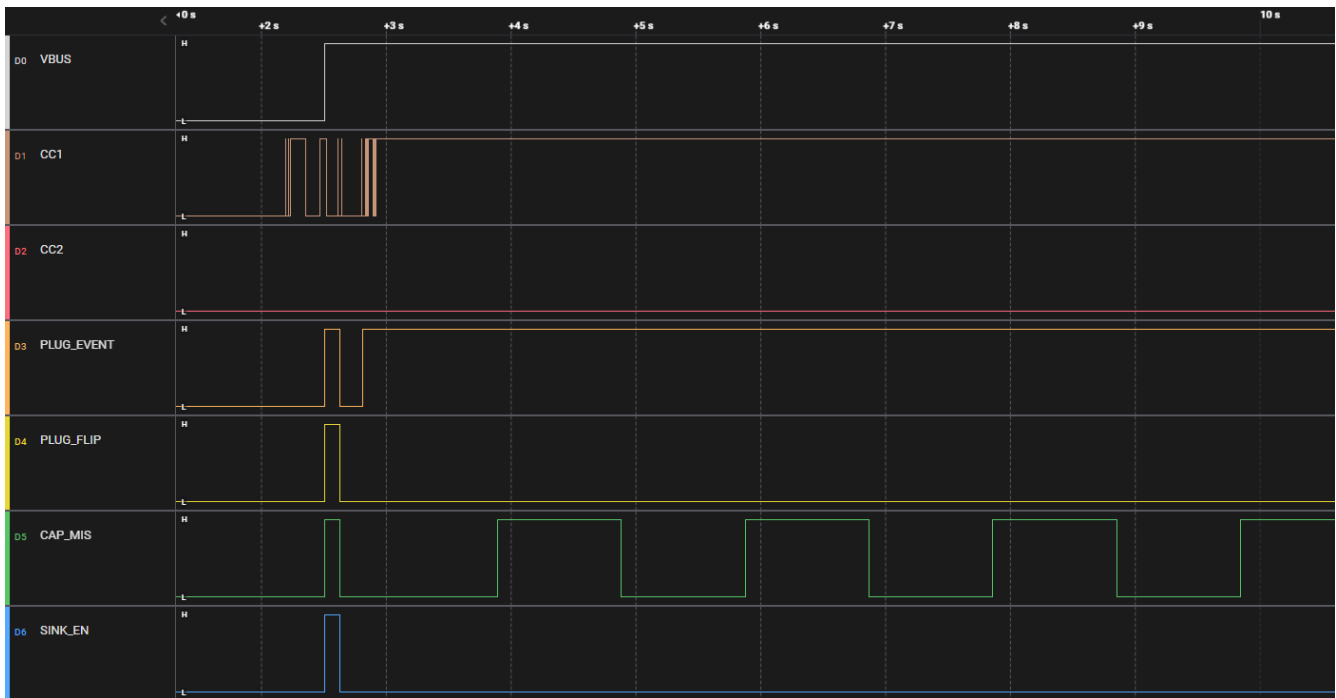 0 s
+2 s +3 s +4 s +5 s +6 s +7 s +8 s +9 s 10 s
H
D0 VBUS
L
H
D1 CC1
L
H
D2 CC2
L
H
D3 PLUG_EVENT
L
H
D4 PLUG_FLIP
L
H
D5 CAP_MIS
L
H
D6 SINK_EN
L